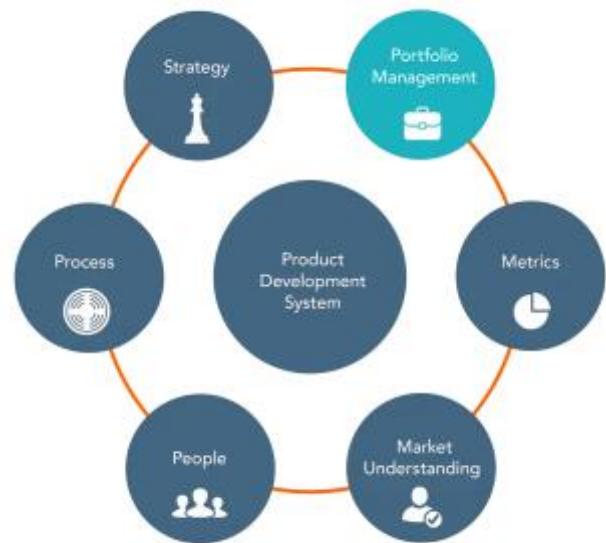 Strategy
Portfolio
Management
Process
Product
Development
System
Metrics
People
Market
Understanding